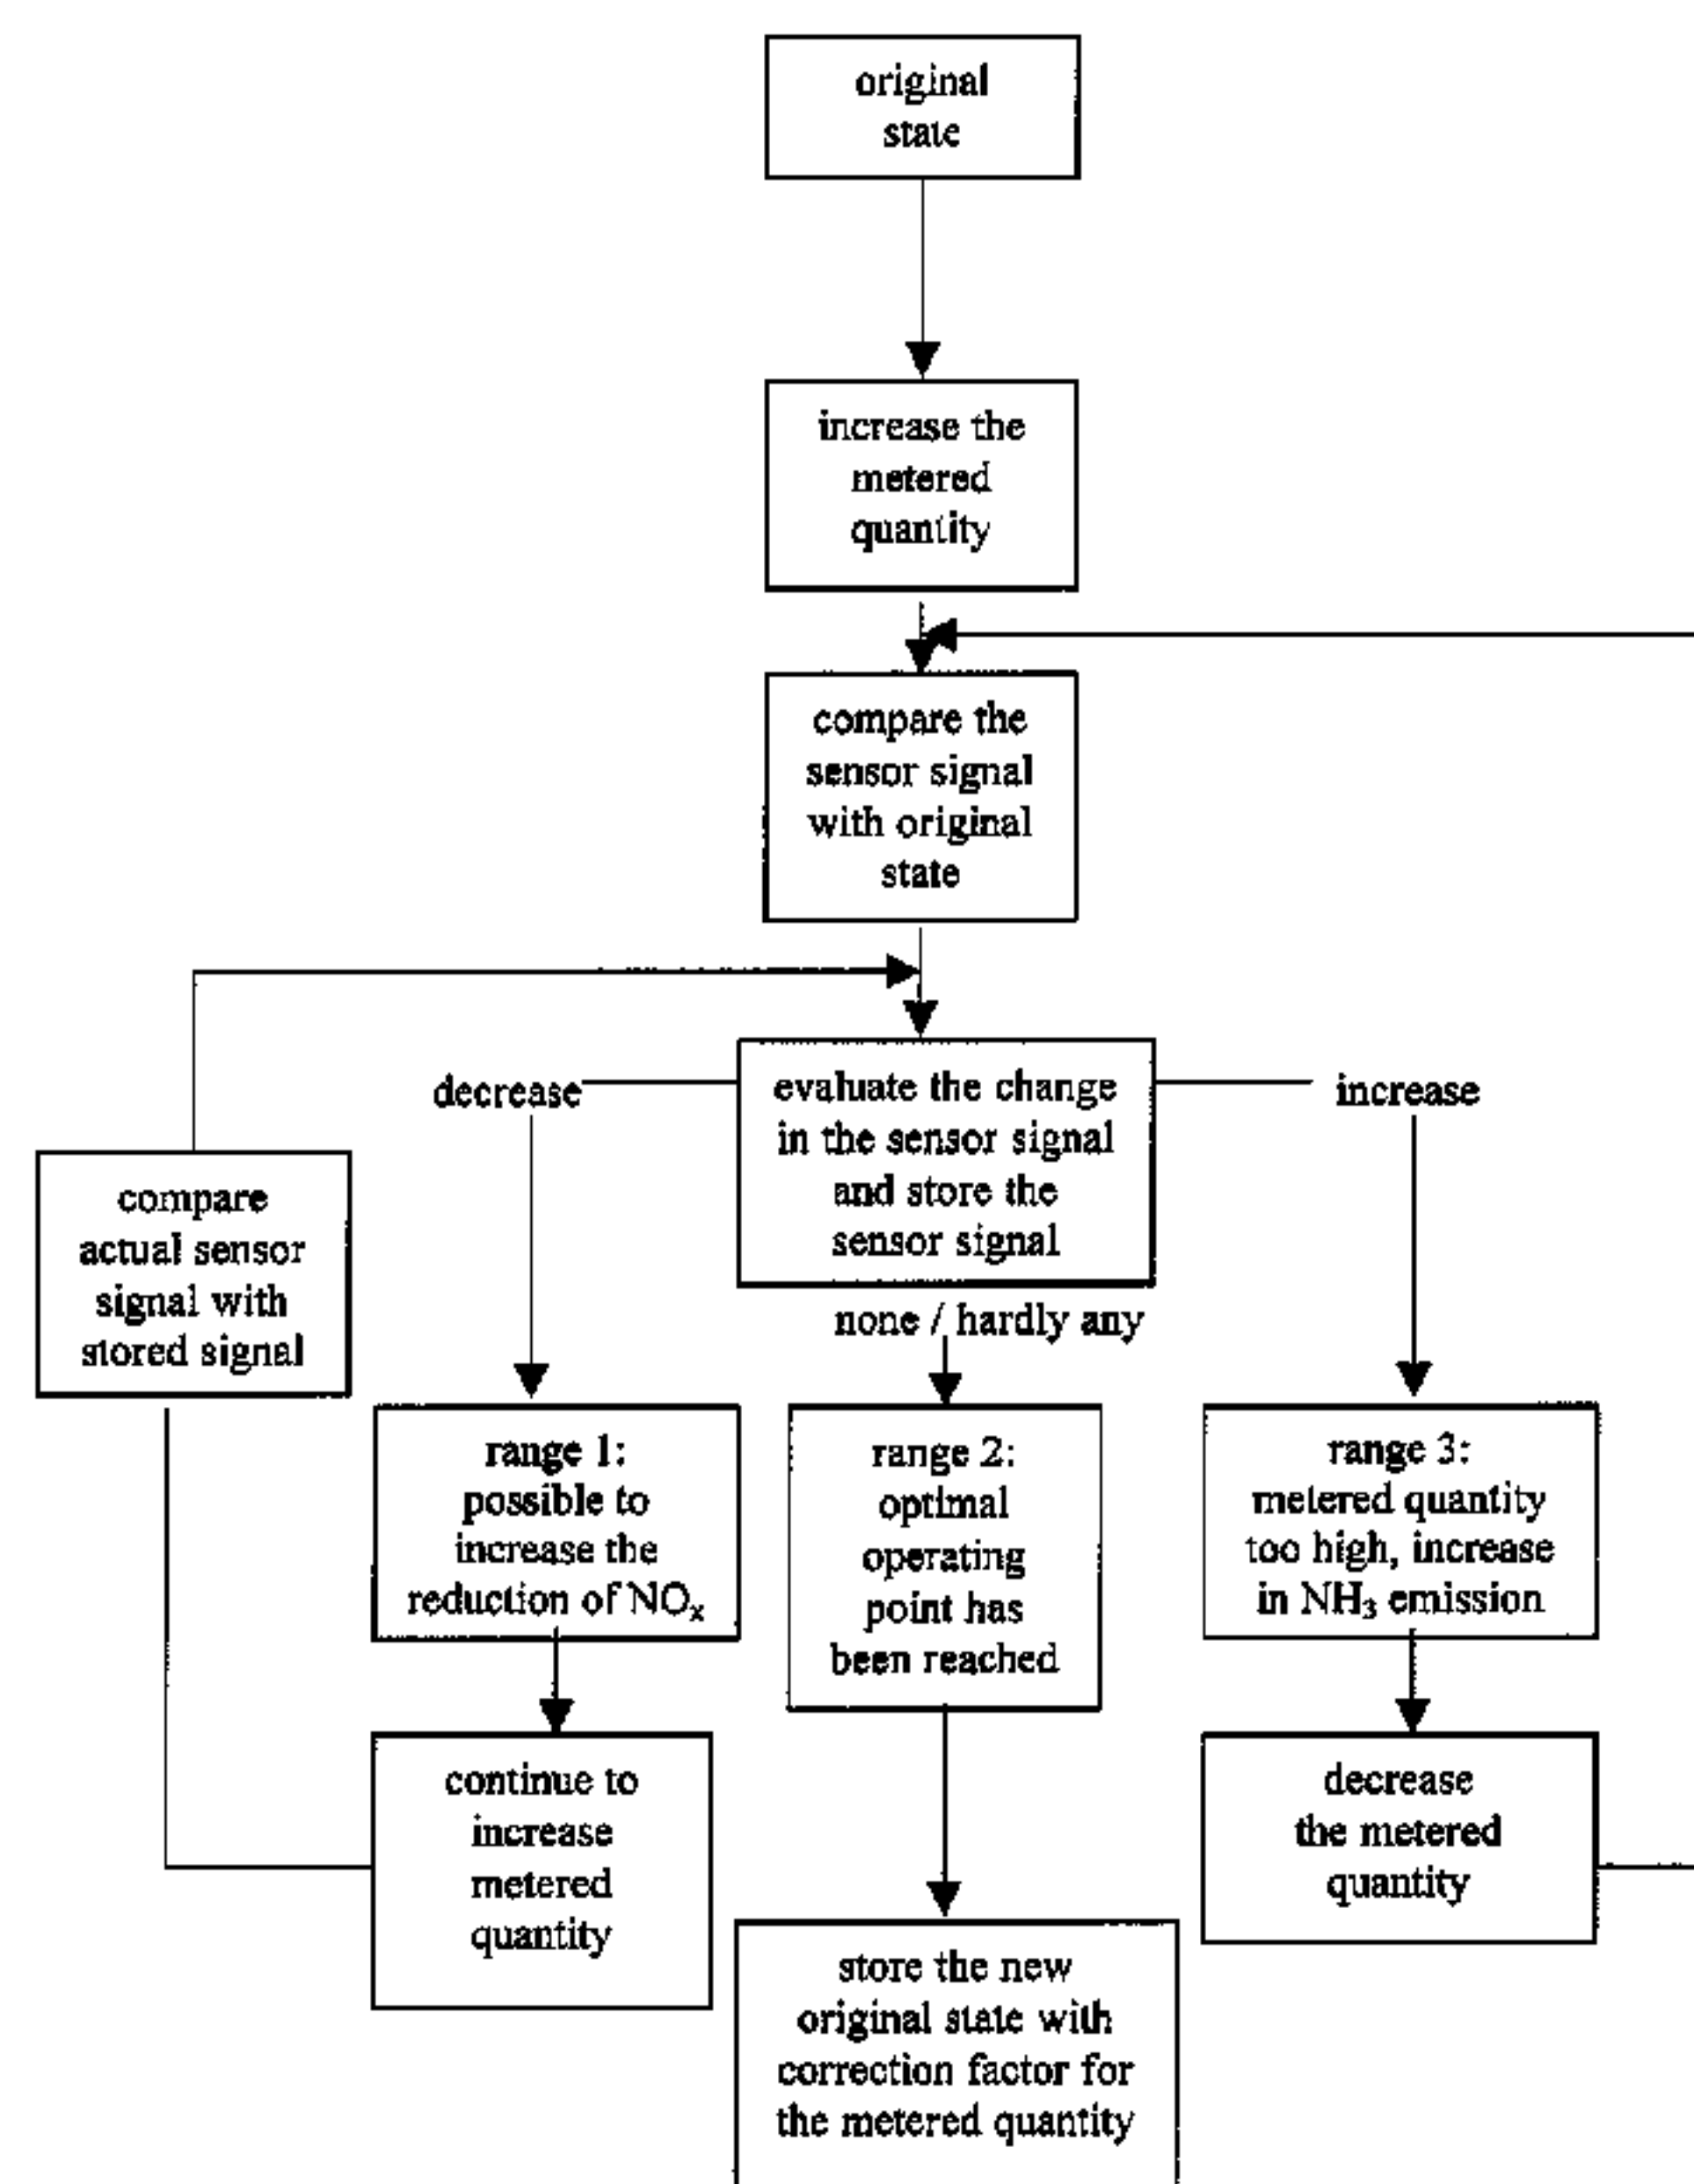 original
state
increase the
metered
quantity
compare the
sensor signal
with original
state
decrease
evaluate the change
in the sensor signal
and store the
sensor signal
increase
compare
actual sensor
signal with
stored signal
none / hardly any
range 1:
possible to
increase the
reduction of NOₓ
range 2:
optimal
operating
point has
been reached
range 3:
metered quantity
too high, increase
in NH₃ emission
continue to
increase
metered
quantity
decrease
the metered
quantity
store the new
original state with
correction factor for
the metered quantity